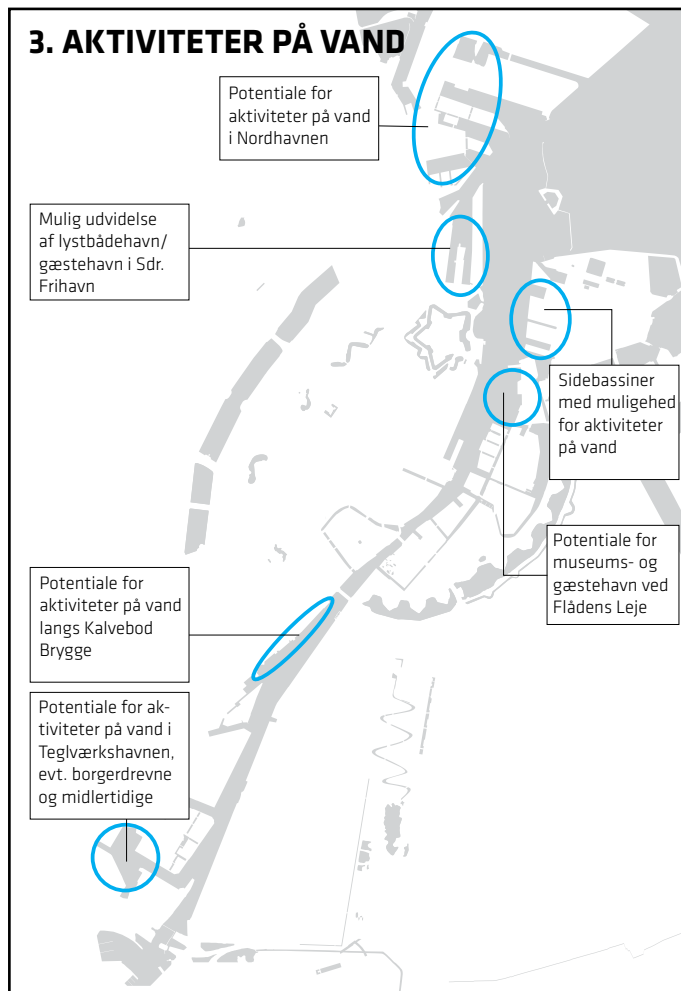 3. AKTIVITETER PÅ VAND
Potentiale for
aktiviteter på vand
i Nordhavnen
Mulig udvidelse
af lystbådehavn/
gæstehavn i Sdr.
Frihavn
Sidebassiner
med muligehed
for aktiviteter
på vand
Potentiale for
museums- og
gæstehavn ved
Flådens Leje
Potentiale for
aktiviteter på vand
langs Kalvebod
Brygge
Potentiale for ak-
tiviteter på vand i
Teglværkshavnen,
evt. borgerdrevne
og midlertidige